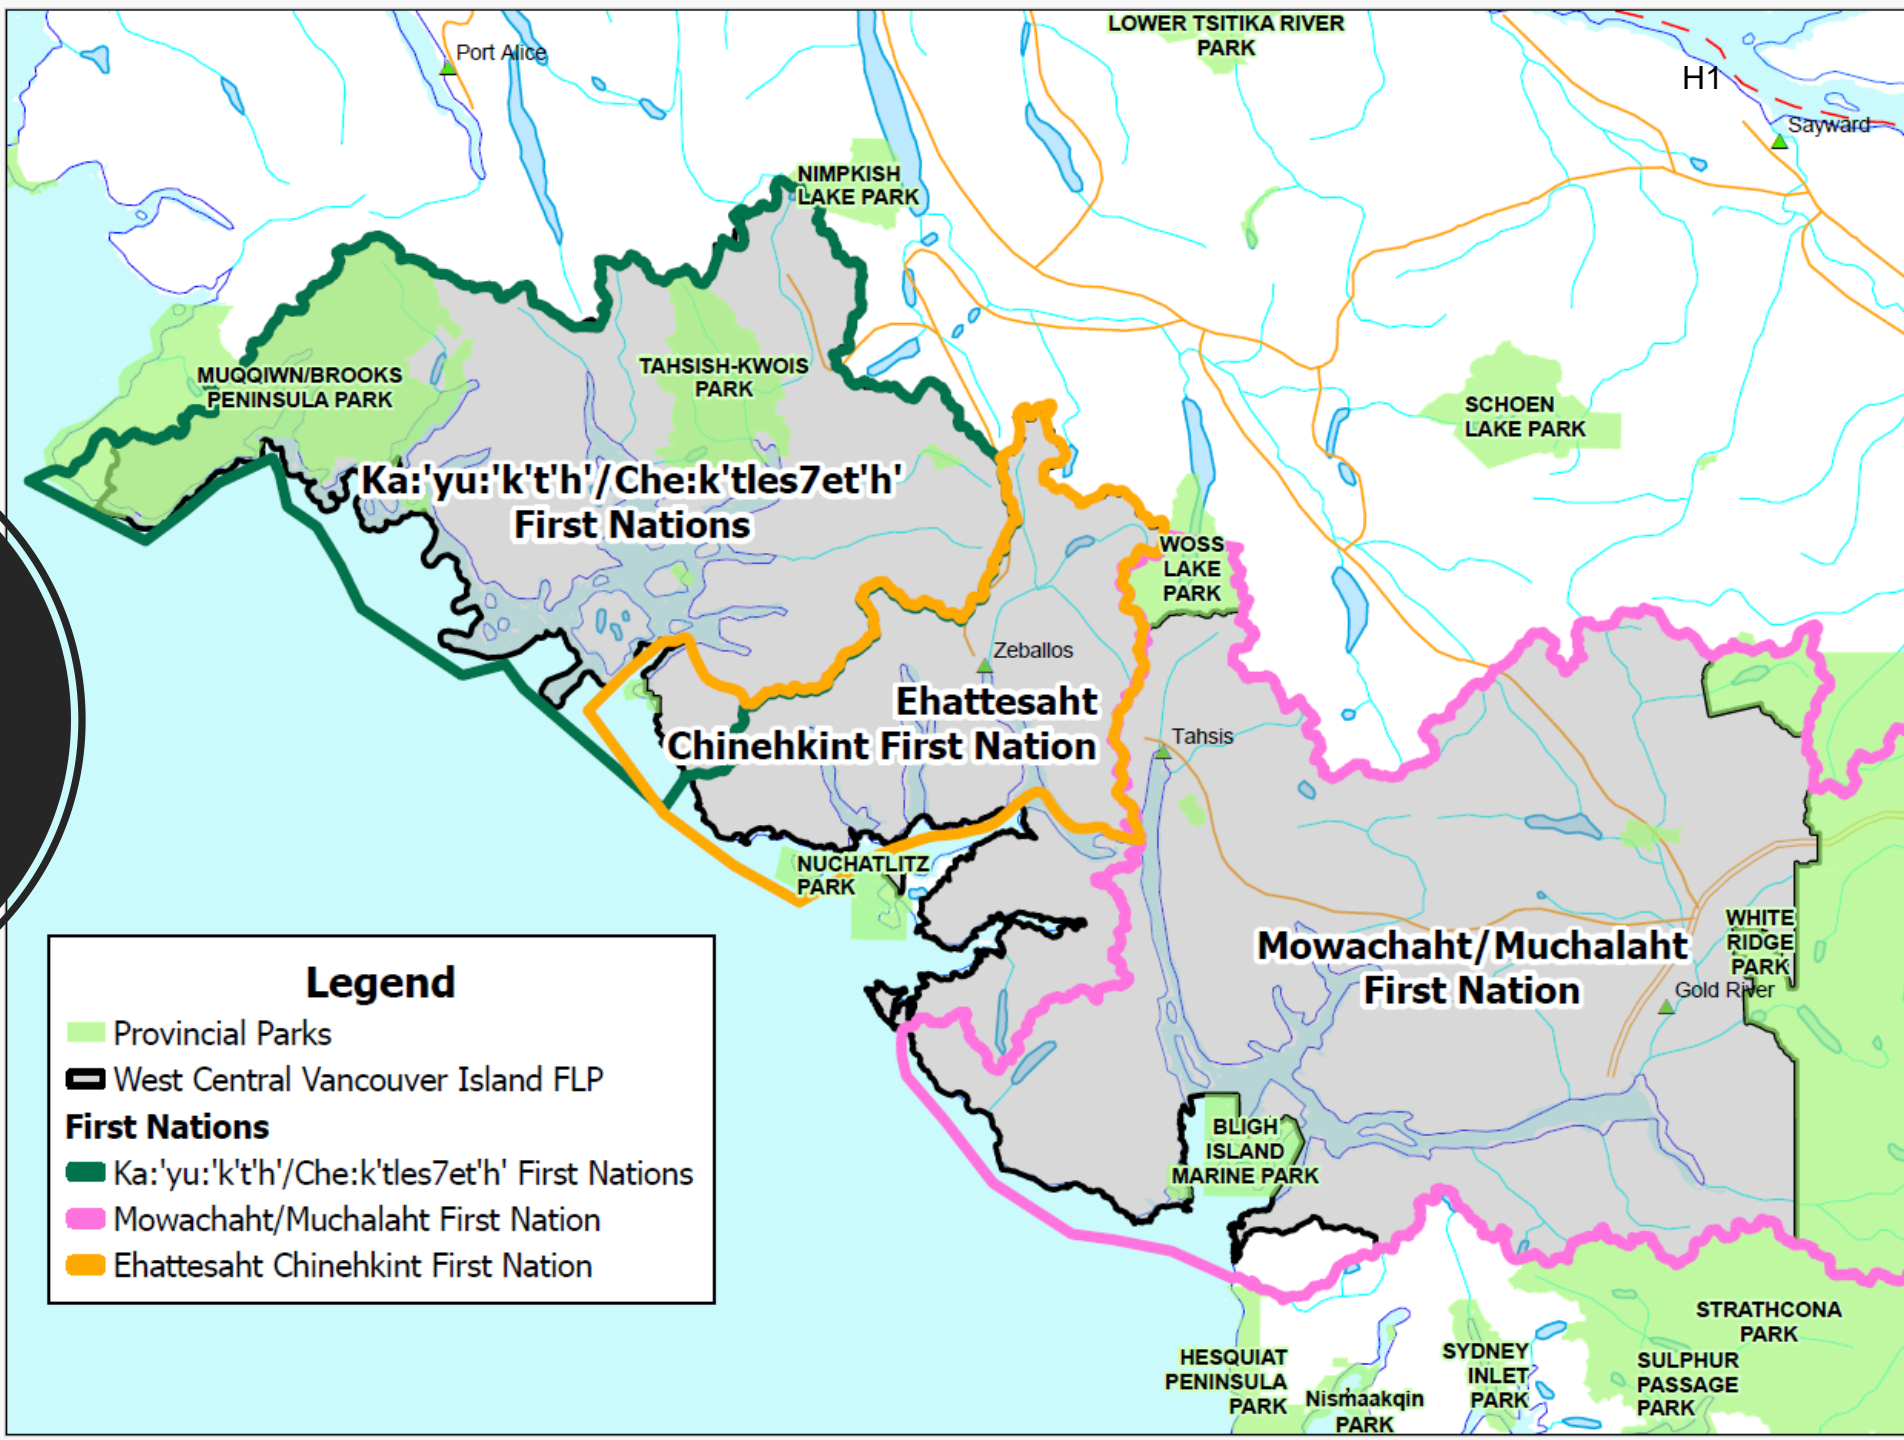 LOWER TSITIKA RIVER
PARK
Port Alice
H1
Sayward
NIMPKISH
LAKE PARK
MUQQIWN/BROOKS
PENINSULA PARK
TAHSISH-KWOIS
PARK
SCHOEN
LAKE PARK
Ka:'yu:'k't'h'/Che:k'tles7et'h'
First Nations
WOSS
LAKE
PARK
Zeballos
Ehattesaht
Chinehkint First Nation
Tahsis
NUCHATLITZ
PARK
Mowachaht/Muchalaht
First Nation
WHITE
RIDGE
PARK
Gold River
BLIGH
ISLAND
MARINE PARK
STRATHCONA
PARK
HESQUIAT
PENINSULA
PARK
Nism̓aakqin
PARK
SYDNEY
INLET
PARK
SULPHUR
PASSAGE
PARK
Legend
Provincial Parks
West Central Vancouver Island FLP
First Nations
Ka:'yu:'k't'h'/Che:k'tles7et'h' First Nations
Mowachaht/Muchalaht First Nation
Ehattesaht Chinehkint First Nation